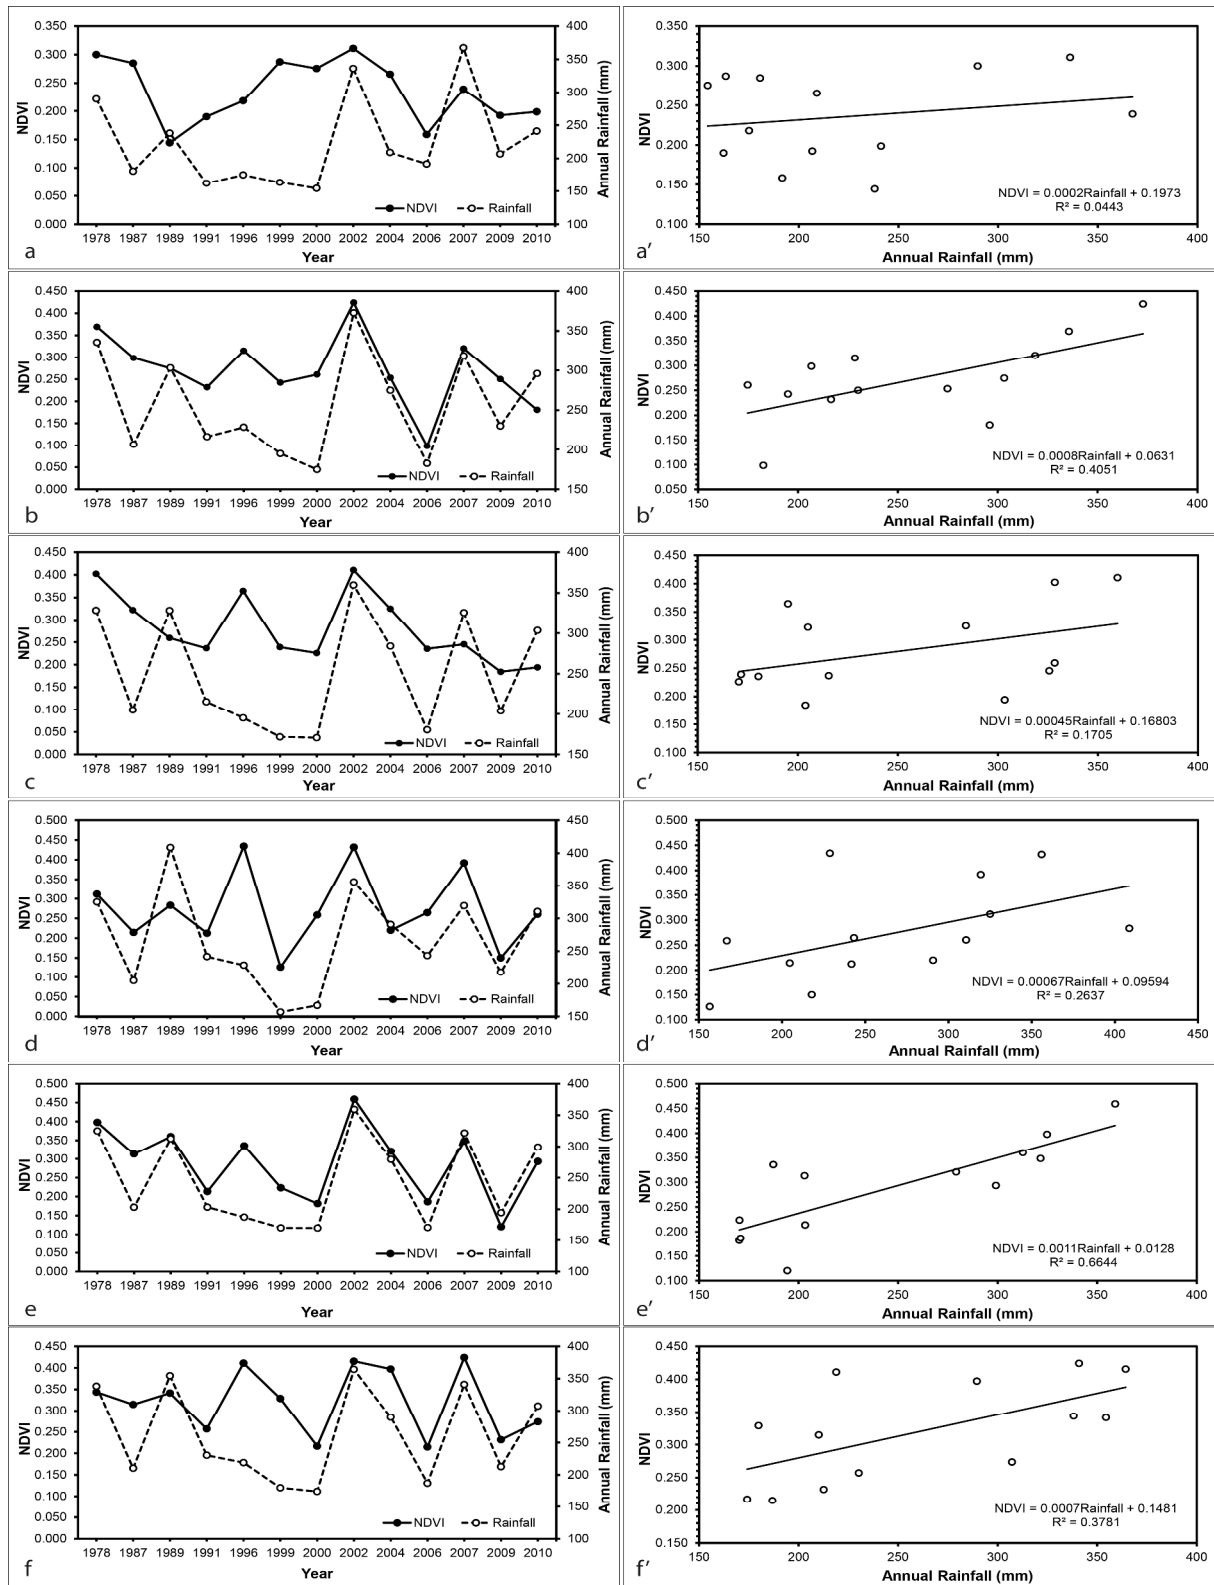 0.350
0.300
0.250
0.200
0.150
0.100
0.050
0.000
NDVI
400
350
300
250
200
150
100
Annual Rainfall (mm)
NDVI Rainfall
1978 1987 1989 1991 1996 1999 2000 2002 2004 2006 2007 2009 2010
Year
a
0.350
0.300
0.250
0.200
0.150
0.100
NDVI
NDVI = 0.0002Rainfall + 0.1973
R² = 0.0443
150 200 250 300 350 400
Annual Rainfall (mm)
a'
0.450
0.400
0.350
0.300
0.250
0.200
0.150
0.100
0.050
0.000
NDVI
400
350
300
250
200
150
Annual Rainfall (mm)
NDVI Rainfall
1978 1987 1989 1991 1996 1999 2000 2002 2004 2006 2007 2009 2010
Year
b
0.450
0.400
0.350
0.300
0.250
0.200
0.150
0.100
0.050
NDVI
NDVI = 0.0008Rainfall + 0.0631
R² = 0.4051
150 200 250 300 350 400
Annual Rainfall (mm)
b'
0.450
0.400
0.350
0.300
0.250
0.200
0.150
0.100
0.050
0.000
NDVI
400
350
300
250
200
150
Annual Rainfall (mm)
NDVI Rainfall
1978 1987 1989 1991 1996 1999 2000 2002 2004 2006 2007 2009 2010
Year
c
0.450
0.400
0.350
0.300
0.250
0.200
0.150
0.100
NDVI
NDVI = 0.00045Rainfall + 0.16803
R² = 0.1705
150 200 250 300 350 400
Annual Rainfall (mm)
c'
0.500
0.450
0.400
0.350
0.300
0.250
0.200
0.150
0.100
0.050
0.000
NDVI
450
400
350
300
250
200
150
Annual Rainfall (mm)
NDVI Rainfall
1978 1987 1989 1991 1996 1999 2000 2002 2004 2006 2007 2009 2010
Year
d
0.500
0.450
0.400
0.350
0.300
0.250
0.200
0.150
0.100
NDVI
NDVI = 0.00067Rainfall + 0.09594
R² = 0.2637
150 200 250 300 350 400 450
Annual Rainfall (mm)
d'
0.500
0.450
0.400
0.350
0.300
0.250
0.200
0.150
0.100
0.050
0.000
NDVI
400
350
300
250
200
150
100
Annual Rainfall (mm)
NDVI Rainfall
1978 1987 1989 1991 1996 1999 2000 2002 2004 2006 2007 2009 2010
Year
e
0.500
0.450
0.400
0.350
0.300
0.250
0.200
0.150
0.100
NDVI
NDVI = 0.0011Rainfall + 0.0128
R² = 0.6644
150 200 250 300 350 400
Annual Rainfall (mm)
e'
0.450
0.400
0.350
0.300
0.250
0.200
0.150
0.100
0.050
0.000
NDVI
400
350
300
250
200
150
100
Annual Rainfall (mm)
NDVI Rainfall
1978 1987 1989 1991 1996 1999 2000 2002 2004 2006 2007 2009 2010
Year
f
0.450
0.400
0.350
0.300
0.250
0.200
0.150
NDVI
NDVI = 0.0007Rainfall + 0.1481
R² = 0.3781
150 200 250 300 350 400
Annual Rainfall (mm)
f'